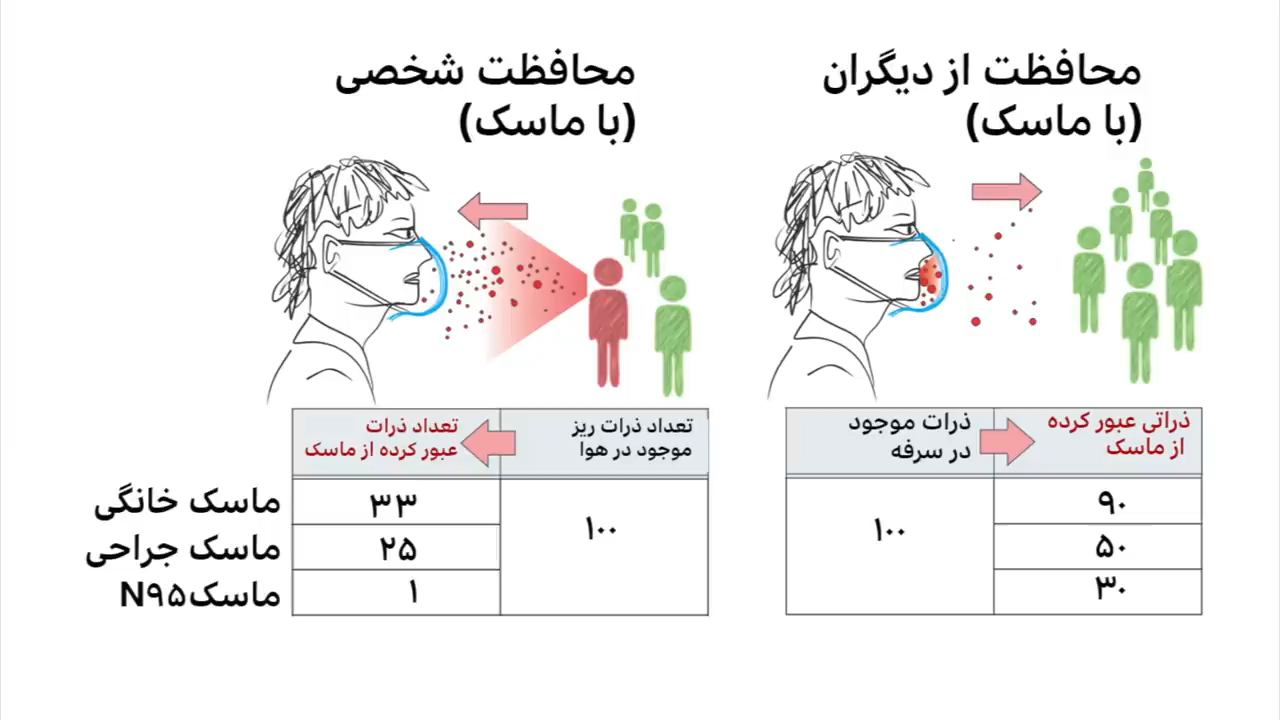 محافظت از دیگران
(با ماسک)
محافظت شخصی
(با ماسک)
ذراتی عبور کرده
از ماسک
ذرات موجود
در سرفه
۹۰
۱۰۰
۵۰
۳۰
تعداد ذرات ریز
موجود در هوا
تعداد ذرات
عبور کرده از ماسک
۱۰۰
۳۳
ماسک خانگی
۲۵
ماسک جراحی
۱
ماسکN۹۵